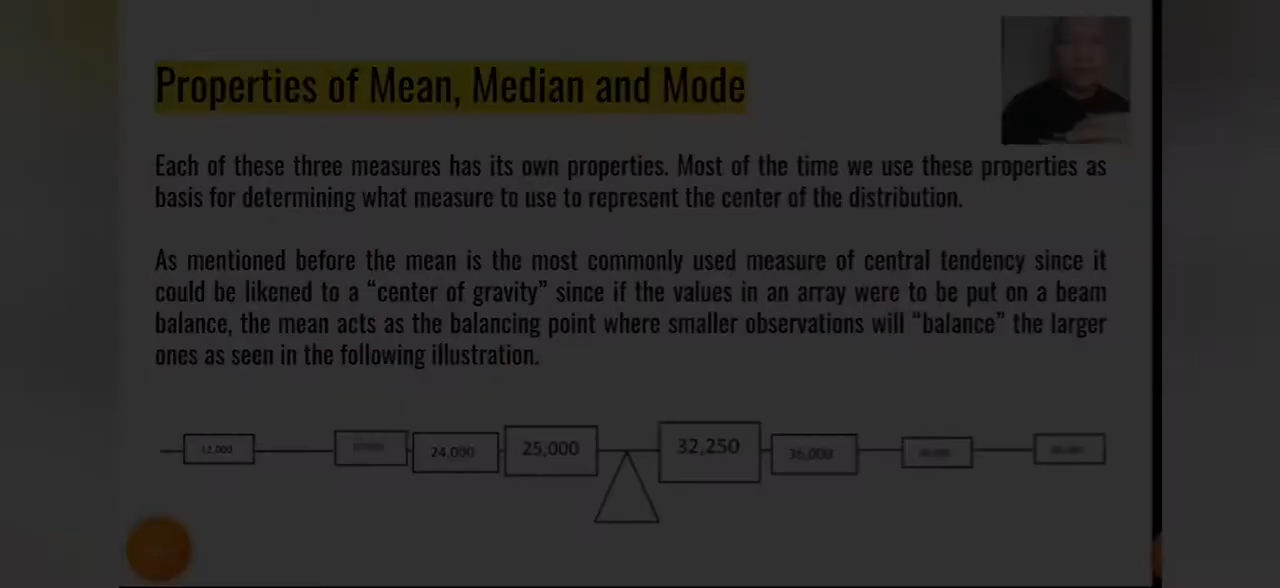 Properties of Mean, Median and Mode
Each of these three measures has its own properties. Most of the time we use these properties as
basis for determining what measure to use to represent the center of the distribution.
As mentioned before the mean is the most commonly used measure of central tendency since it
could be likened to a “center of gravity” since if the values in an array were to be put on a beam
balance, the mean acts as the balancing point where smaller observations will “balance” the larger
ones as seen in the following illustration.
12,000 24,000 25,000 32,250 36,000